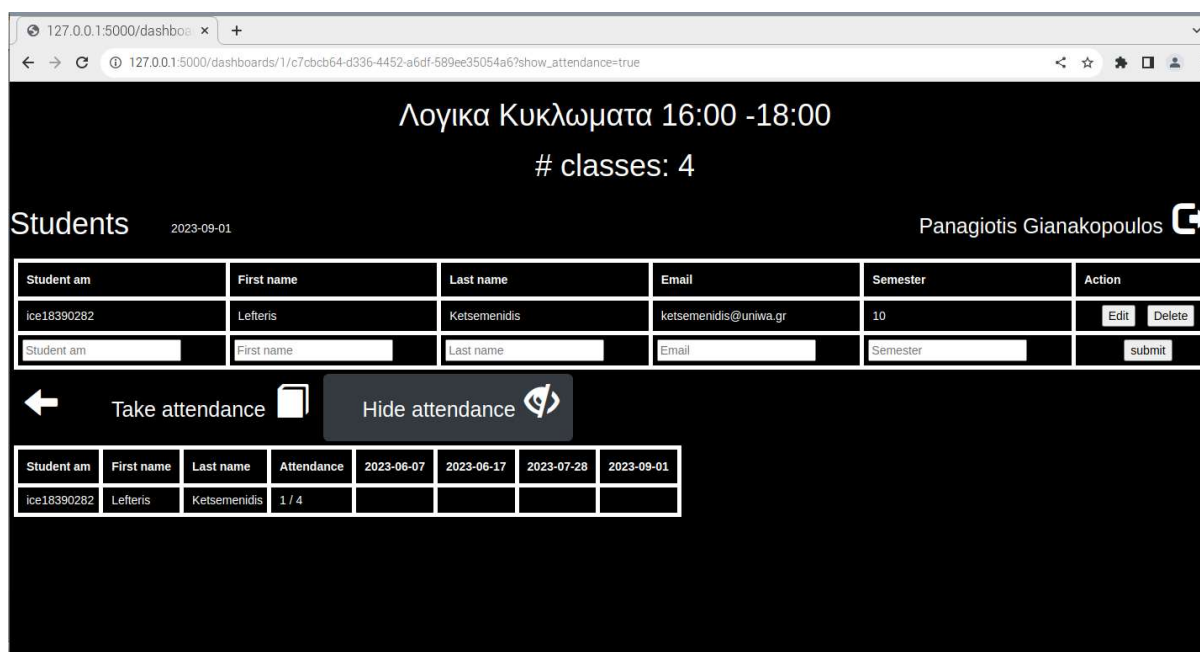 127.0.0.1:5000/dashboa
127.0.0.1:5000/dashboards/1/c7cbcb64-d336-4452-a6df-589ee35054a6?show_attendance=true
Λογικα Κυκλωματα 16:00 -18:00
# classes: 4
Students 2023-09-01 Panagiotis Gianakopoulos
Student am First name Last name Email Semester Action
ice18390282 Lefteris Ketsemenidis ketsemenidis@uniwa.gr 10 Edit Delete
Student am First name Last name Email Semester submit
Take attendance Hide attendance
Student am First name Last name Attendance 2023-06-07 2023-06-17 2023-07-28 2023-09-01
ice18390282 Lefteris Ketsemenidis 1 / 4